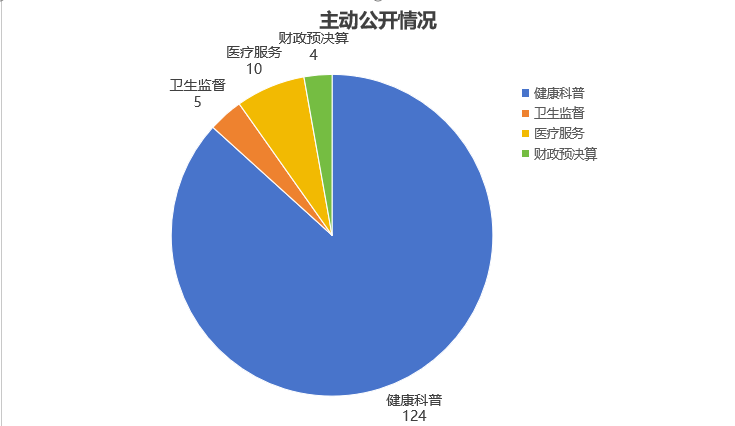 主动公开情况
财政预决算
4
医疗服务
10
卫生监督
5
健康科普
124
健康科普
卫生监督
医疗服务
财政预决算